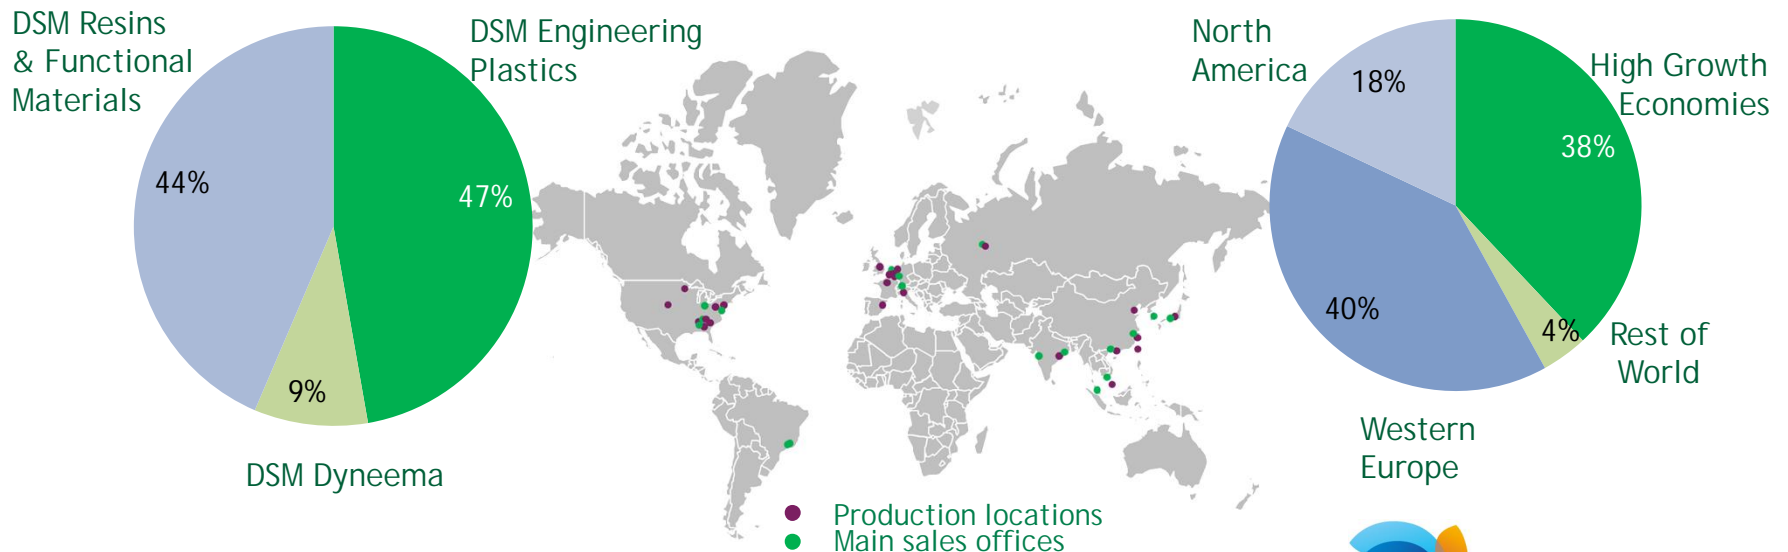 DSM Resins
& Functional
Materials
DSM Engineering
Plastics
44%
47%
9%
DSM Dyneema
Production locations
Main sales offices
North
America
High Growth
Economies
18%
38%
40%
4%
Rest of
World
Western
Europe